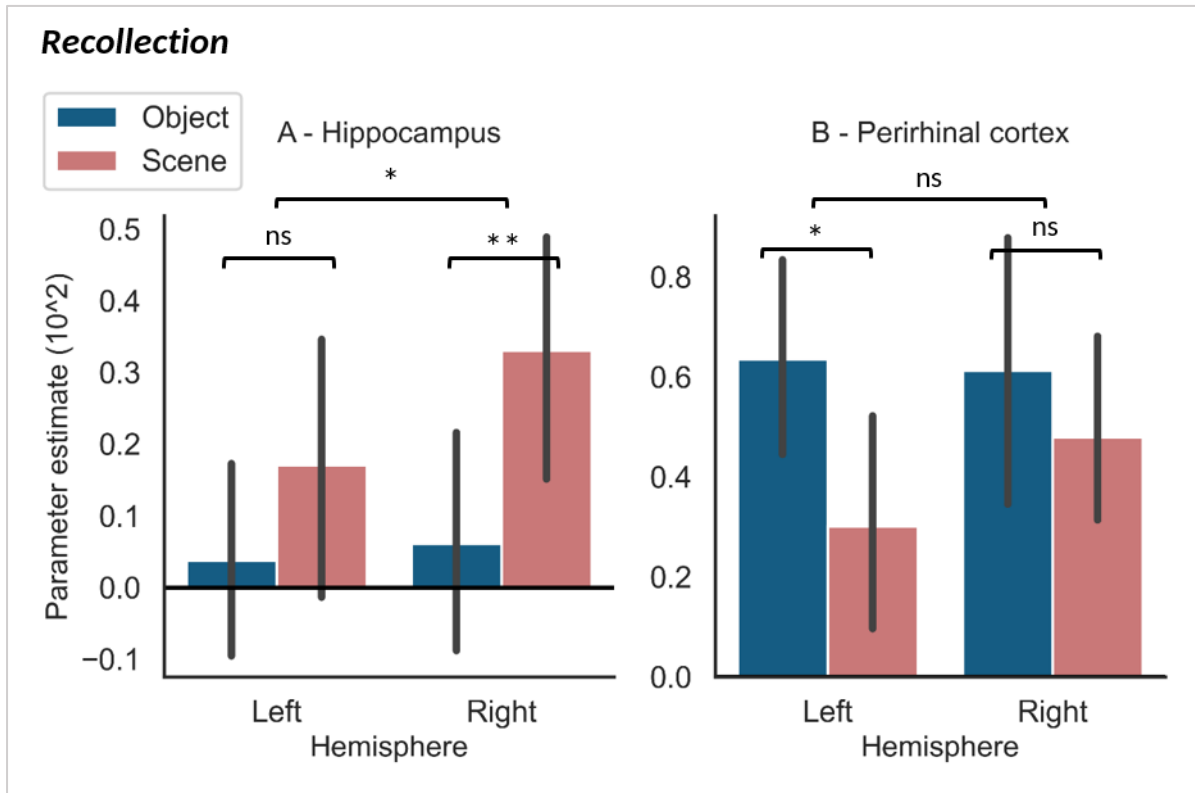 Recollection
Object
Scene
A - Hippocampus
*
ns
**
Parameter estimate (10^2)
0.5
0.4
0.3
0.2
0.1
0.0
−0.1
Left
Right
Hemisphere
B - Perirhinal cortex
ns
*
ns
0.8
0.6
0.4
0.2
0.0
Left
Right
Hemisphere